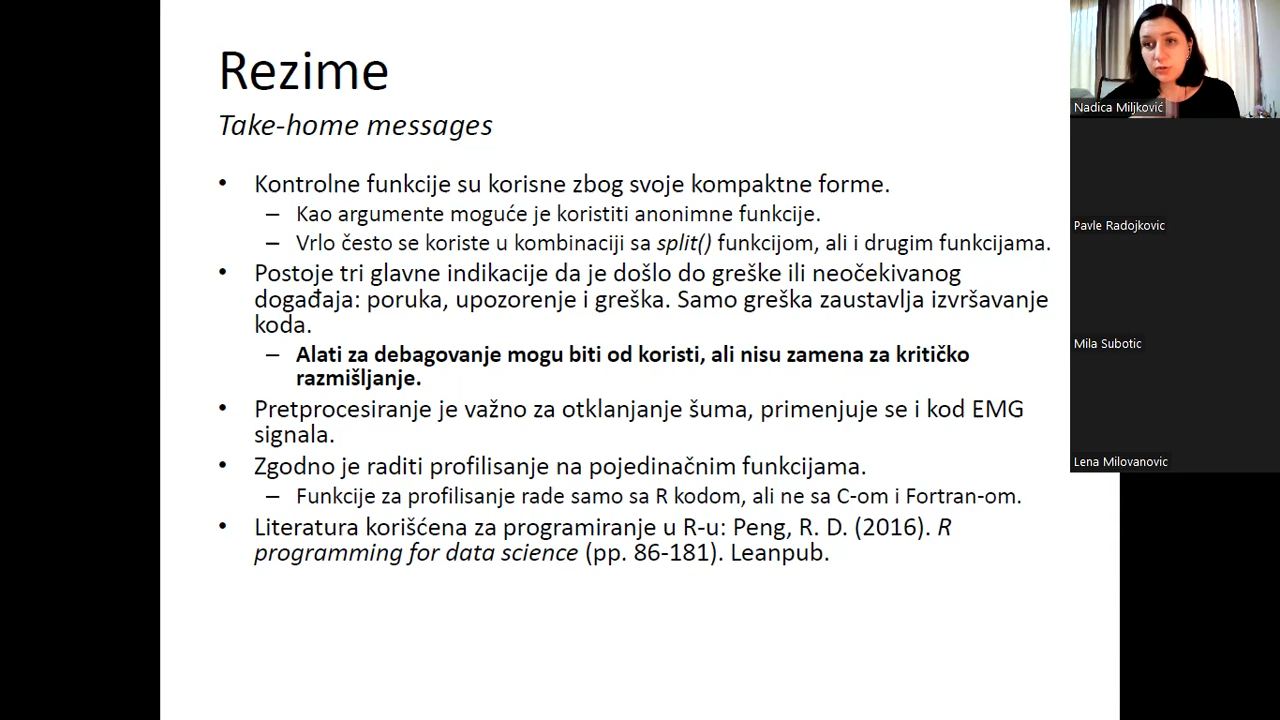 Rezime
Take-home messages
• Kontrolne funkcije su korisne zbog svoje kompaktne forme.
– Kao argumente moguće je koristiti anonimne funkcije.
– Vrlo često se koriste u kombinaciji sa split() funkcijom, ali i drugim funkcijama.
• Postoje tri glavne indikacije da je došlo do greške ili neočekivanog
događaja: poruka, upozorenje i greška. Samo greška zaustavlja izvršavanje
koda.
– Alati za debagovanje mogu biti od koristi, ali nisu zamena za kritičko
razmišljanje.
• Pretprocesiranje je važno za otklanjanje šuma, primenjuje se i kod EMG
signala.
• Zgodno je raditi profilisanje na pojedinačnim funkcijama.
– Funkcije za profilisanje rade samo sa R kodom, ali ne sa C-om i Fortran-om.
• Literatura korišćena za programiranje u R-u: Peng, R. D. (2016). R
programming for data science (pp. 86-181). Leanpub.
Nadica Miljković
Pavle Radojkovic
Mila Subotic
Lena Milovanovic